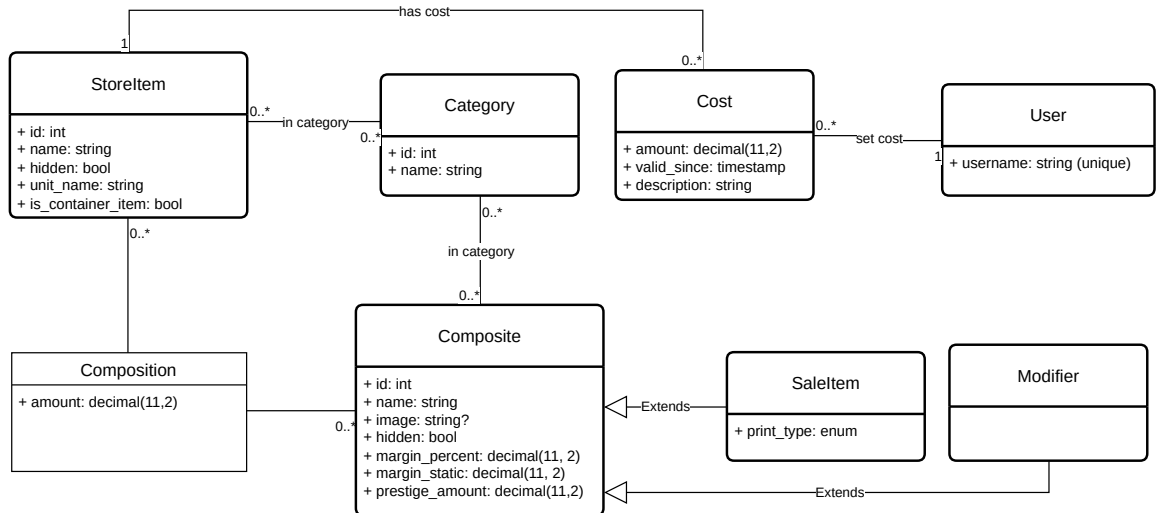 has cost
1
0..*
StoreItem
+ id: int
+ name: string
+ hidden: bool
+ unit_name: string
+ is_container_item: bool
0..*
in category
0..*
Category
+ id: int
+ name: string
Cost
+ amount: decimal(11,2)
+ valid_since: timestamp
+ description: string
0..*
set cost
1
User
+ username: string (unique)
0..*
0..*
in category
0..*
Composition
+ amount: decimal(11,2)
0..*
Composite
+ id: int
+ name: string
+ image: string?
+ hidden: bool
+ margin_percent: decimal(11, 2)
+ margin_static: decimal(11, 2)
+ prestige_amount: decimal(11,2)
Extends
SaleItem
+ print_type: enum
Modifier
Extends